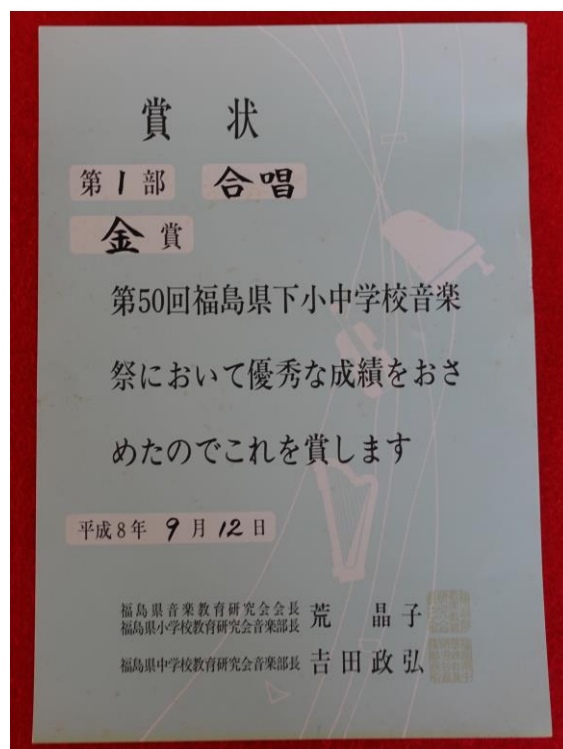 賞状
第1部 合唱
金賞
第50回福島県下小中学校音楽
祭において優秀な成績をおさ
めたのでこれを賞します
平成8年9月12日
福島県音楽教育研究会会長
福島県小学校教育研究会音楽部長 荒 晶子
福島県中学校教育研究会音楽部長 𠮷田政弘